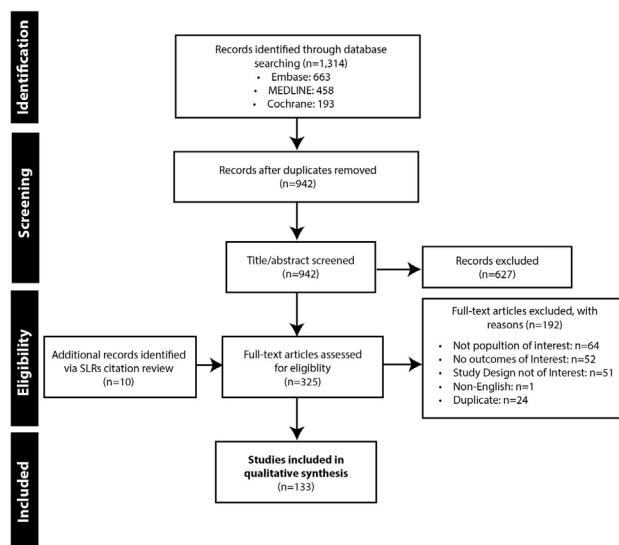 Identification
Records identified through database
searching (n=1,314)
• Embase: 663
• MEDLINE: 458
• Cochrane: 193
Screening
Records after duplicates removed
(n=942)
Title/abstract screened
(n=942)
Records excluded
(n=627)
Eligibility
Additional records identified
via SLRs citation review
(n=10)
Full-text articles assessed
for eligiblity
(n=325)
Full-text articles excluded, with
reasons (n=192)
• Not popultion of interest: n=64
• No outcomes of Interest: n=52
• Study Design not of Interest: n=51
• Non-English: n=1
• Duplicate: n=24
Included
Studies included in
qualitative synthesis
(n=133)